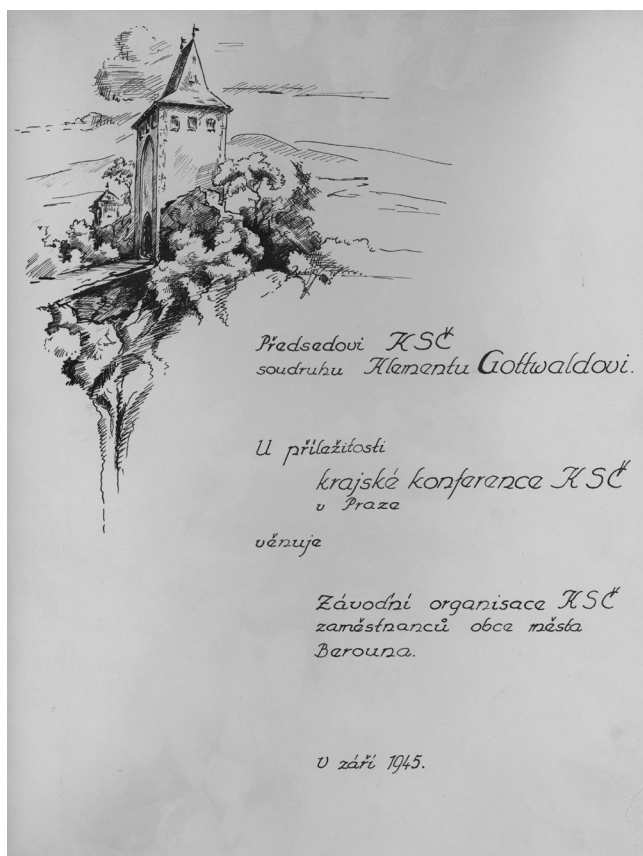 Předsedovi KSČ
soudruhu Klementu Gottwaldovi.
U příležitosti
krajské konference KSČ
v Praze
věnuje
Závodní organisace KSČ
zaměstnanců obce města
Berouna.
V září 1945.